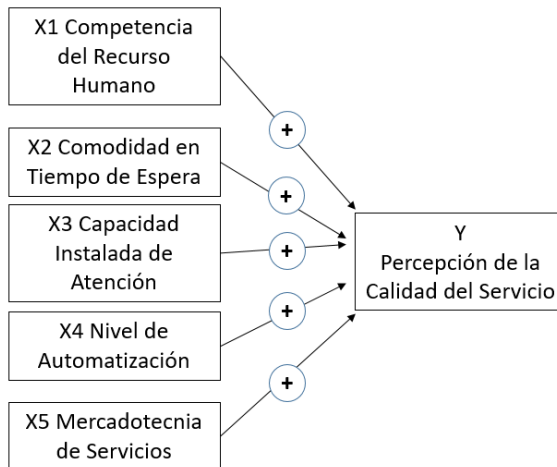 X1 Competencia
del Recurso
Humano
+
X2 Comodidad en
Tiempo de Espera
+
X3 Capacidad
Instalada de
Atención
+
Y
Percepción de la
Calidad del Servicio
X4 Nivel de
Automatización
+
X5 Mercadotecnia
de Servicios
+